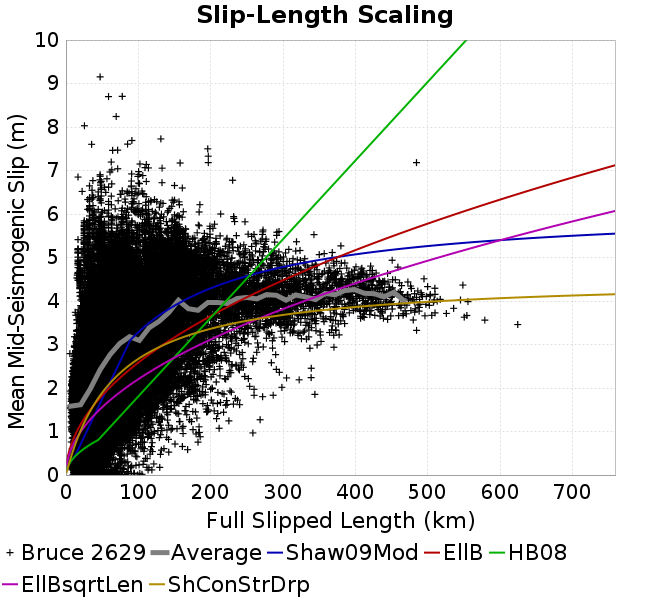 Slip-Length Scaling
Mean Mid-Seismogenic Slip (m)
10
9
8
7
6
5
4
3
2
1
0
0 100 200 300 400 500 600 700
Full Slipped Length (km)
Bruce 2629 Average Shaw09Mod EllB HB08
EllBsqrtLen ShConStrDrp